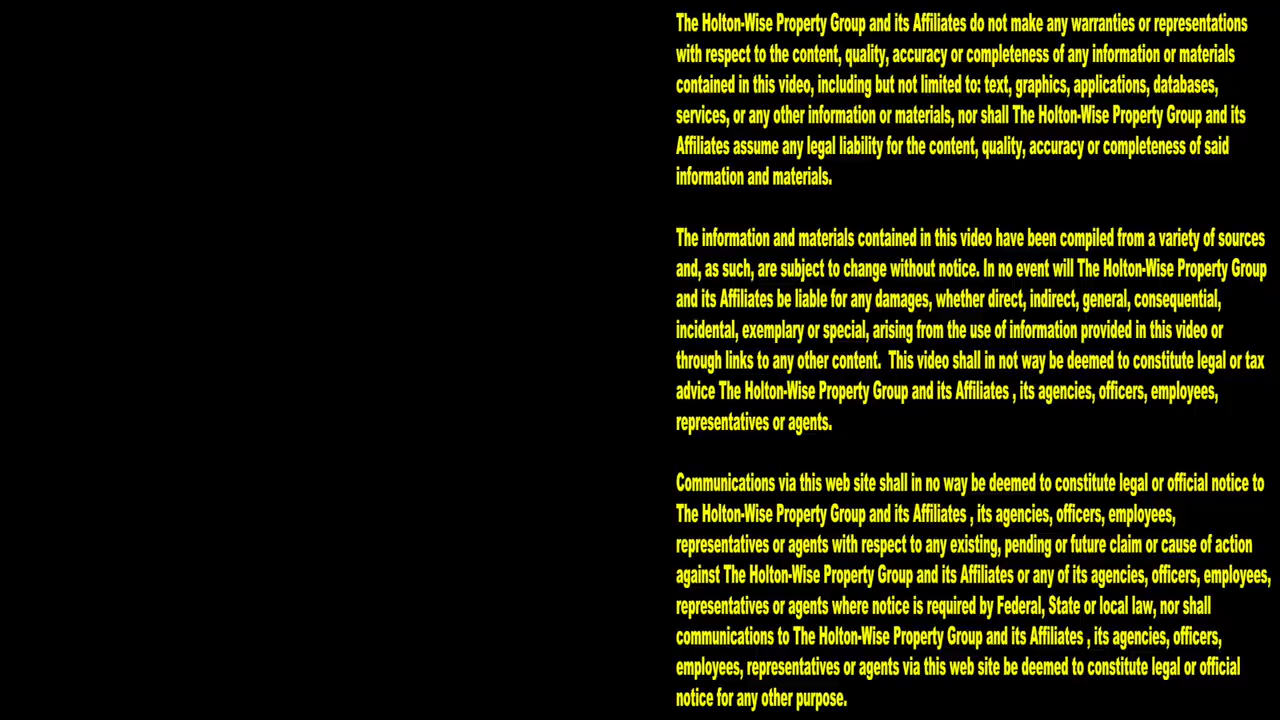 The Holton-Wise Property Group and its Affiliates do not make any warranties or representations
with respect to the content, quality, accuracy or completeness of any information or materials
contained in this video, including but not limited to: text, graphics, applications, databases,
services, or any other information or materials, nor shall The Holton-Wise Property Group and its
Affiliates assume any legal liability for the content, quality, accuracy or completeness of said
information and materials.
The information and materials contained in this video have been compiled from a variety of sources
and, as such, are subject to change without notice. In no event will The Holton-Wise Property Group
and its Affiliates be liable for any damages, whether direct, indirect, general, consequential,
incidental, exemplary or special, arising from the use of information provided in this video or
through links to any other content.  This video shall in not way be deemed to constitute legal or tax
advice The Holton-Wise Property Group and its Affiliates , its agencies, officers, employees,
representatives or agents.
Communications via this web site shall in no way be deemed to constitute legal or official notice to
The Holton-Wise Property Group and its Affiliates , its agencies, officers, employees,
representatives or agents with respect to any existing, pending or future claim or cause of action
against The Holton-Wise Property Group and its Affiliates or any of its agencies, officers, employees,
representatives or agents where notice is required by Federal, State or local law, nor shall
communications to The Holton-Wise Property Group and its Affiliates , its agencies, officers,
employees, representatives or agents via this web site be deemed to constitute legal or official
notice for any other purpose.